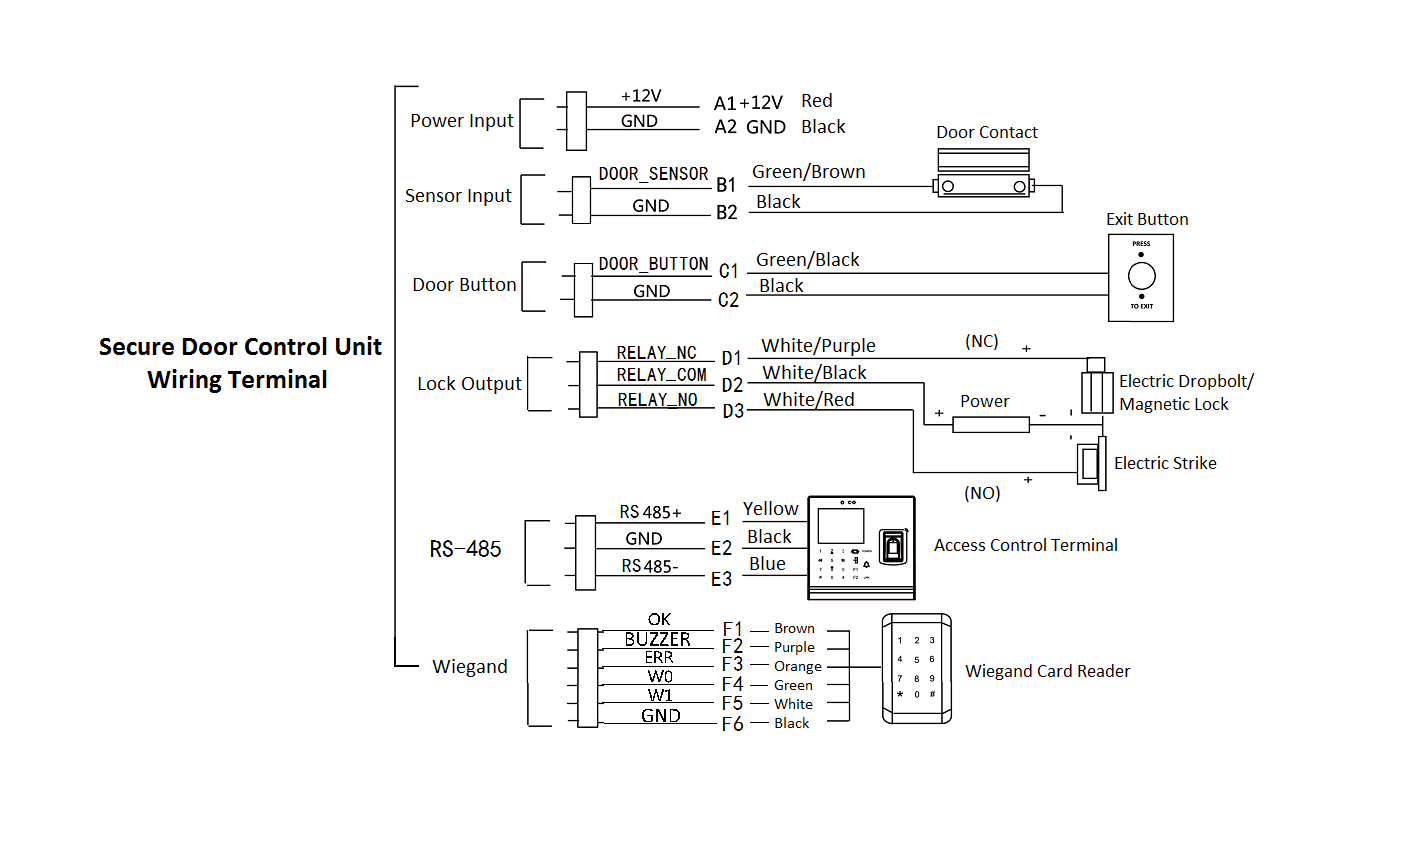 Secure Door Control Unit
Wiring Terminal
Power Input
+12V
A1 +12V Red
GND
A2 GND Black
Sensor Input
DOOR_SENSOR
B1
Green/Brown
GND
B2
Black
Door Contact
Door Button
DOOR_BUTTON
C1
Green/Black
GND
C2
Black
Exit Button
PRESS
TO EXIT
Lock Output
RELAY_NC
D1
White/Purple
(NC)
+
RELAY_COM
D2
White/Black
+ Power -
RELAY_NO
D3
White/Red
(NO)
+
Electric Dropbolt/
Magnetic Lock
Electric Strike
RS-485
RS 485+
E1
Yellow
GND
E2
Black
RS 485-
E3
Blue
Access Control Terminal
Wiegand
OK
F1
Brown
BUZZER
F2
Purple
ERR
F3
Orange
W0
F4
Green
W1
F5
White
GND
F6
Black
1 2 3
4 5 6
7 8 9
* 0 #
Wiegand Card Reader